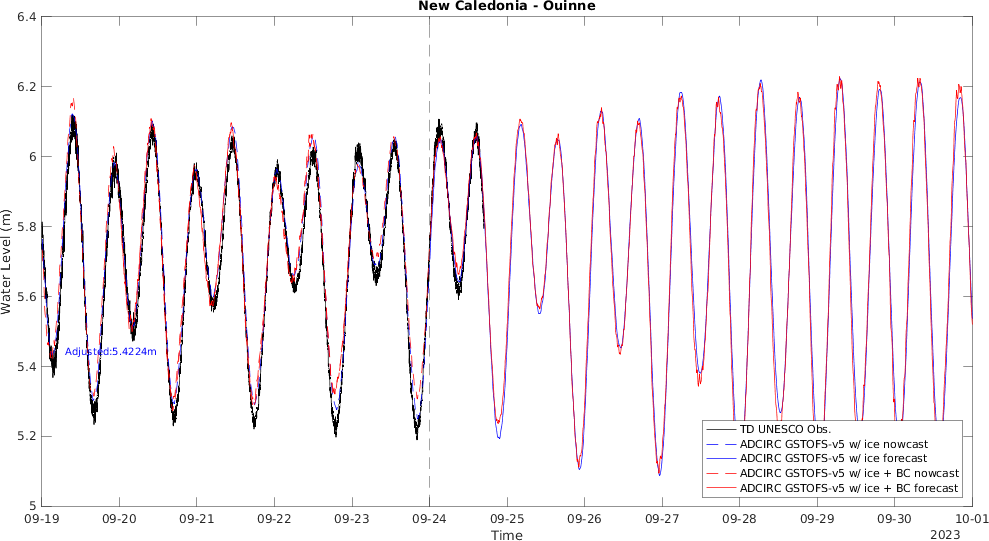 New Caledonia - Ouinne
6.4
6.2
6
5.8
5.6
5.4
5.2
5
Water Level (m)
Adjusted:5.4224m
TD UNESCO Obs.
ADCIRC GSTOFS-v5 w/ ice nowcast
ADCIRC GSTOFS-v5 w/ ice forecast
ADCIRC GSTOFS-v5 w/ ice + BC nowcast
ADCIRC GSTOFS-v5 w/ ice + BC forecast
09-19 09-20 09-21 09-22 09-23 09-24 09-25 09-26 09-27 09-28 09-29 09-30 10-01
Time
2023